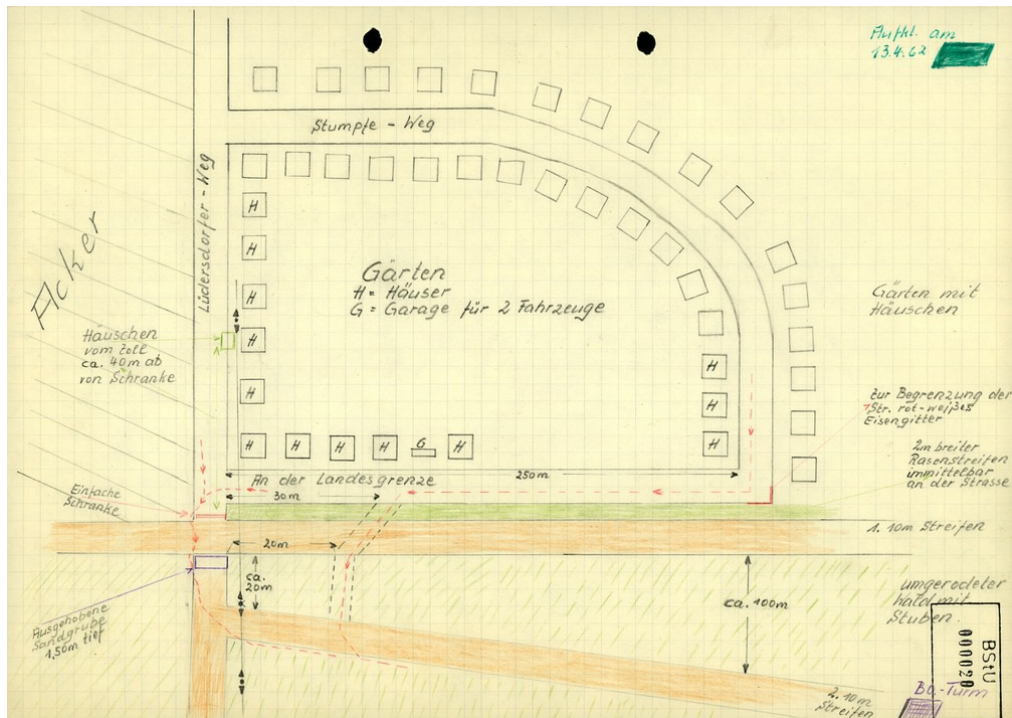 Aufkl. am
13.4.62
Stumpfe - Weg
Lüdersdorfer - Weg
Acker
H
H
H
H
H
H
H
H
H
H
G
H
H
H
H
Gärten
H = Häuser
G = Garage für 2 Fahrzeuge
Gärten mit
Häuschen
Häuschen
vom Zoll
ca. 40m ab
von Schranke
zur Begrenzung der
Str. rot-weißes
Eisengitter
2m breiter
Rasenstreifen
immittelbar
an der Strasse
An der Landesgrenze
250m
30m
Einfache
Schranke
1. 10m Streifen
20m
ca.
20m
ca. 100m
umgerodeter
Wald mit
Stuben.
Ausgehobene
Sandgrube
1,50m tief
2. 10m
Streifen
Bo.-Turm
BStU
000020